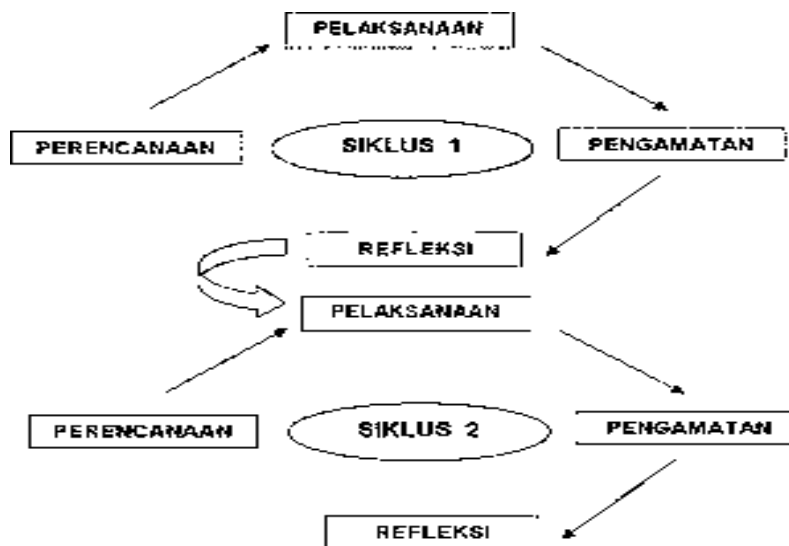 PELAKSANAAN
PERENCANAAN
SIKLUS 1
PENGAMATAN
REFLEKSI
PELAKSANAAN
PERENCANAAN
SIKLUS 2
PENGAMATAN
REFLEKSI